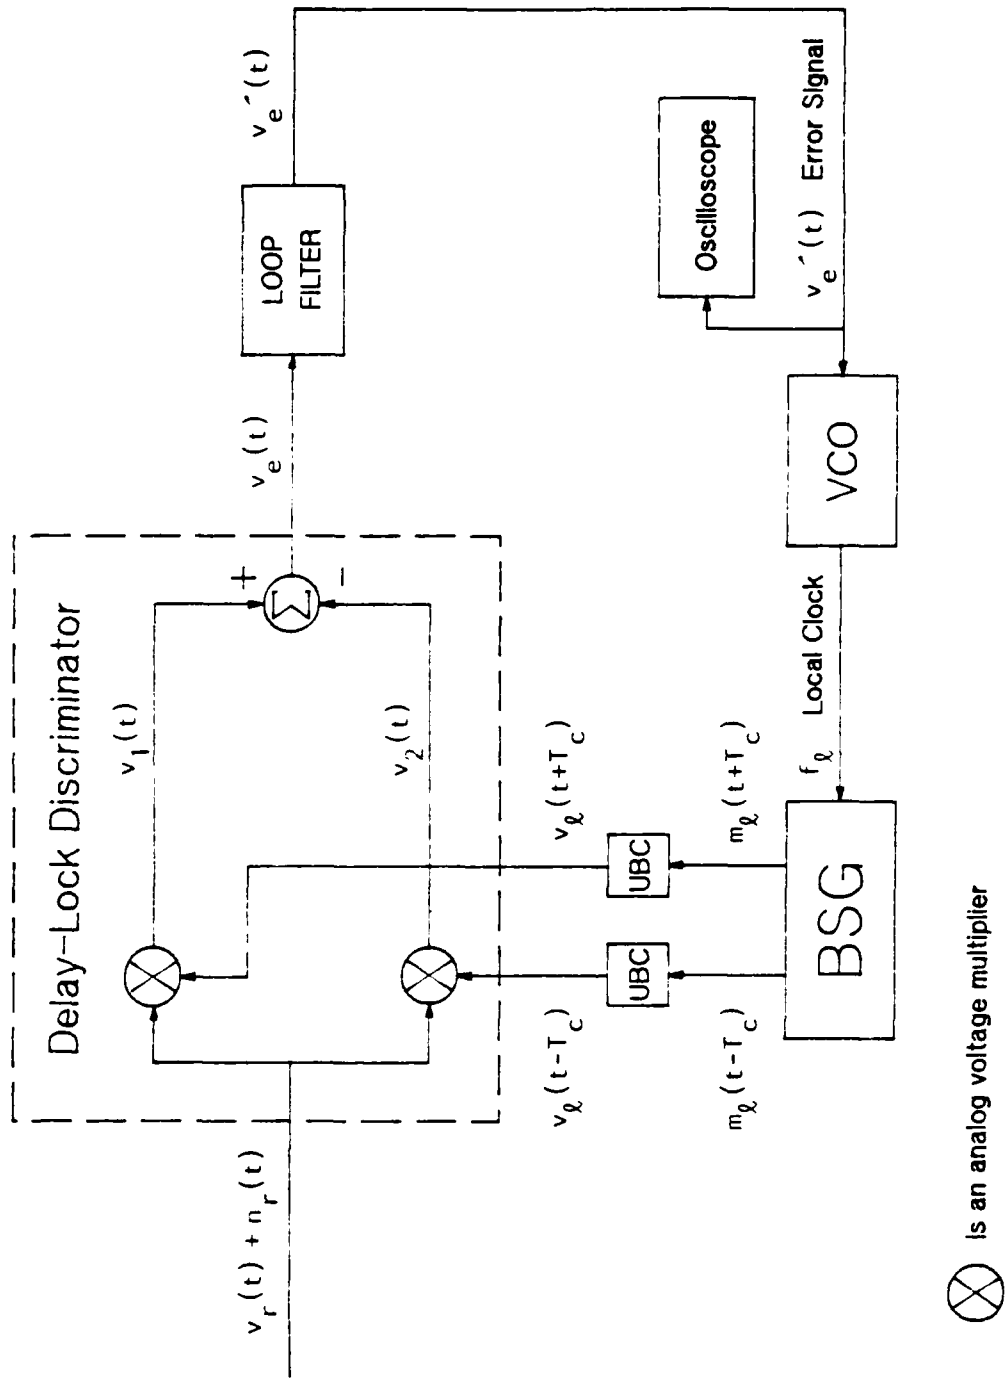 Delay-Lock Discriminator
v_r(t) + n_r(t)
v_1(t)
v_2(t)
+
Σ
-
v_e(t)
LOOP
FILTER
v_e´(t)
v_ℓ(t-T_c)
v_ℓ(t+T_c)
UBC
UBC
m_ℓ(t-T_c)
m_ℓ(t+T_c)
BSG
f_ℓ Local Clock
VCO
Oscilloscope
v_e´(t) Error Signal
Is an analog voltage multiplier